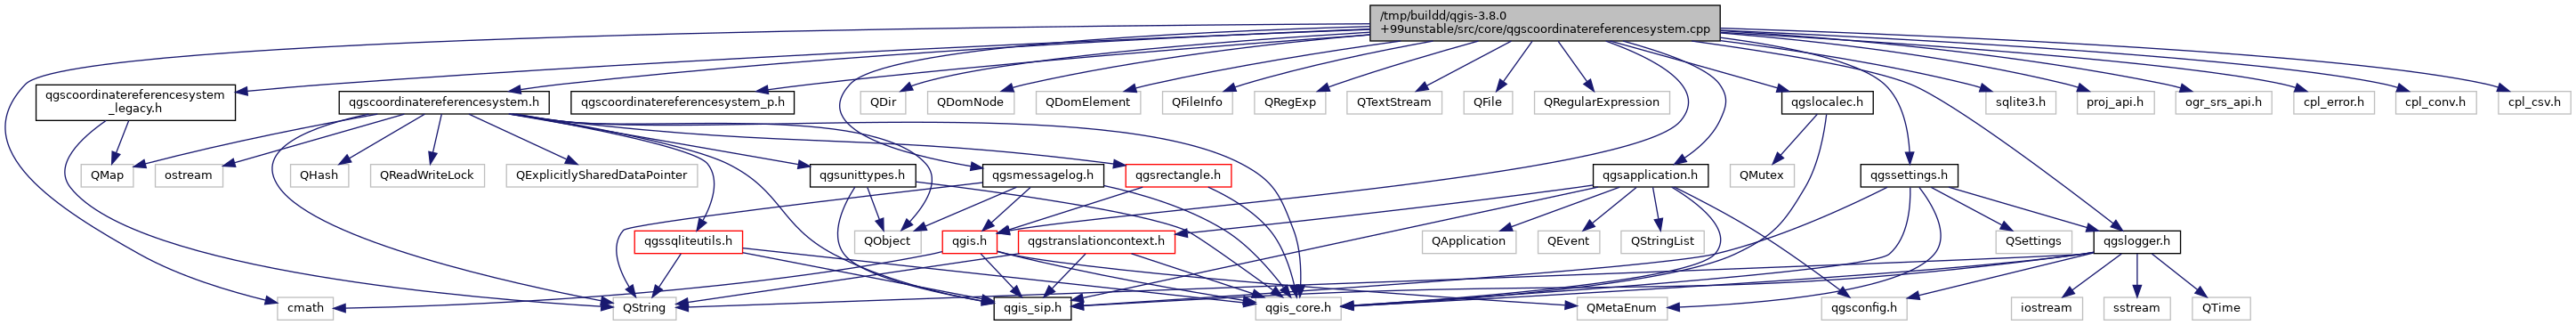 /tmp/buildd/qgis-3.8.0
+99unstable/src/core/qgscoordinatereferencesystem.cpp
qgscoordinatereferencesystem
_legacy.h
qgscoordinatereferencesystem.h
qgscoordinatereferencesystem_p.h
QDir
QDomNode
QDomElement
QFileInfo
QRegExp
QTextStream
QFile
QRegularExpression
qgslocalec.h
sqlite3.h
proj_api.h
ogr_srs_api.h
cpl_error.h
cpl_conv.h
cpl_csv.h
QMap
ostream
QHash
QReadWriteLock
QExplicitlySharedDataPointer
qgsunittypes.h
qgsmessagelog.h
qgsrectangle.h
qgsapplication.h
QMutex
qgssettings.h
qgssqliteutils.h
QObject
qgis.h
qgstranslationcontext.h
QApplication
QEvent
QStringList
QSettings
qgslogger.h
cmath
QString
qgis_sip.h
qgis_core.h
QMetaEnum
qgsconfig.h
iostream
sstream
QTime